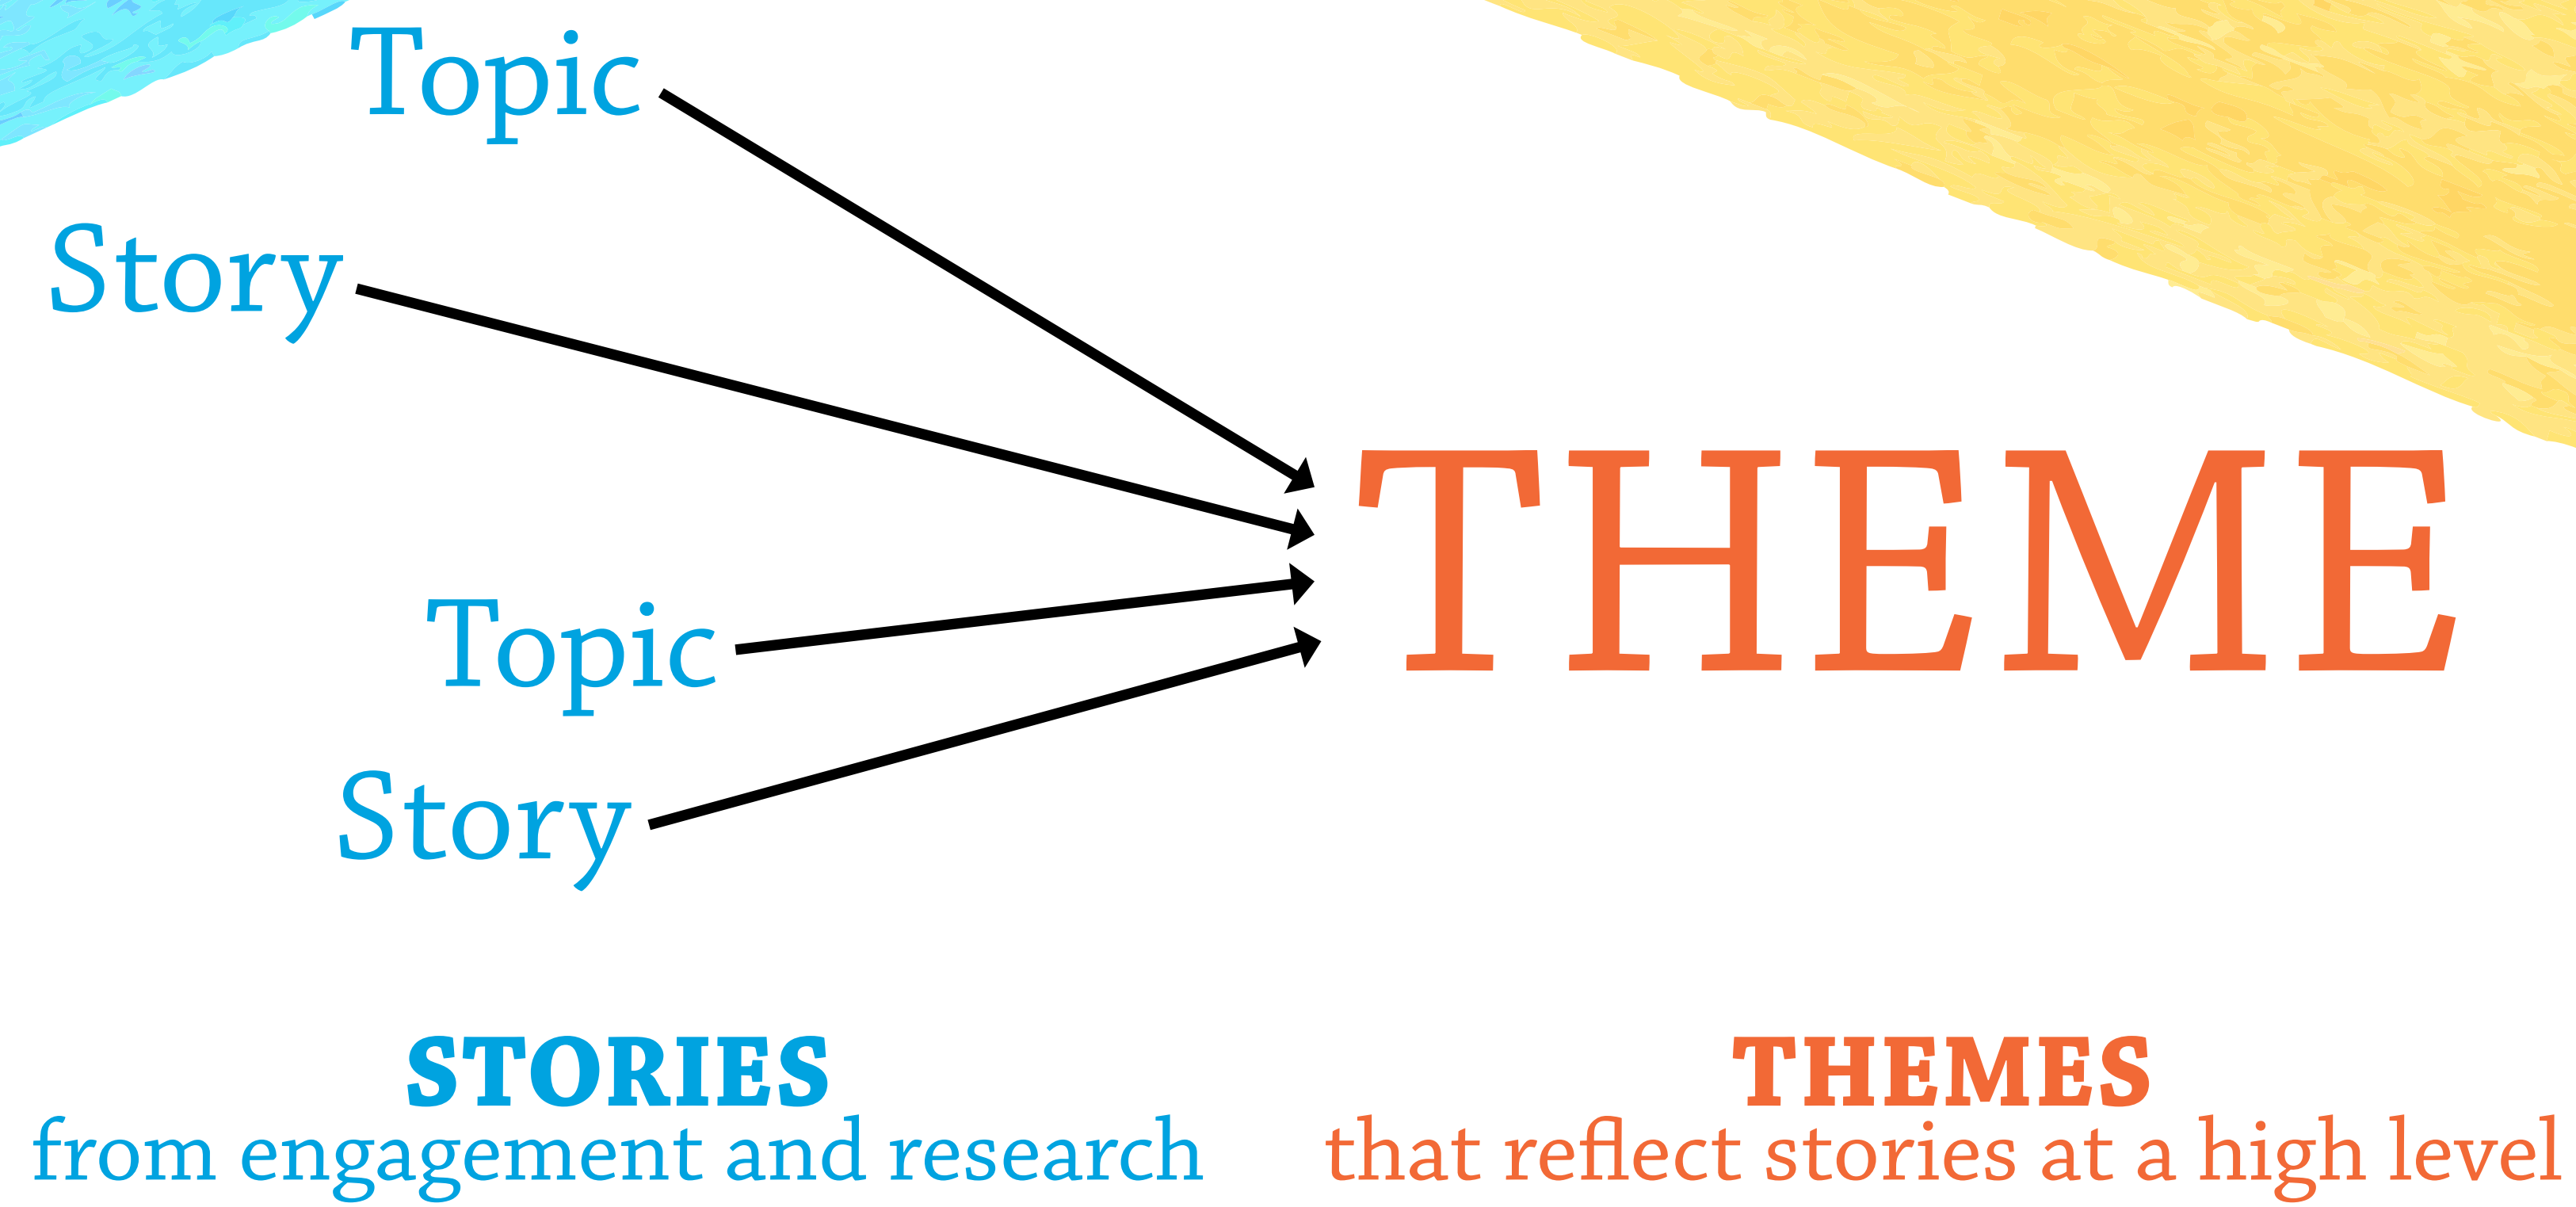 Topic
Story
THEME
Topic
Story
STORIES
from engagement and research
THEMES
that reflect stories at a high level